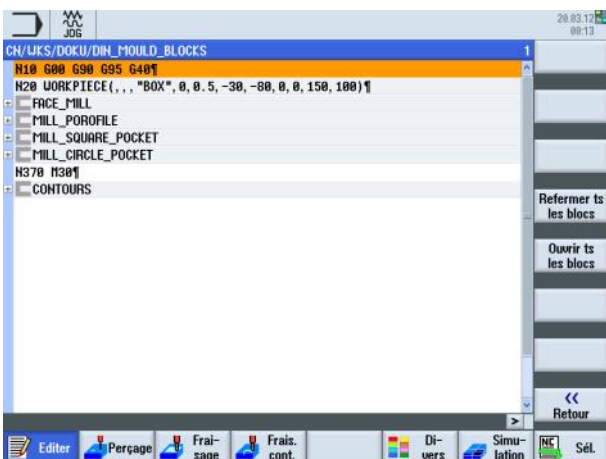 JOG
20.03.12
00:13
CN/WKS/DOKU/DIN_MOULD_BLOCKS 1
N10 G00 G90 G95 G40¶
N20 WORKPIECE(,,,"BOX",0,0.5,-30,-80,0,0,150,100)¶
FACE_MILL
MILL_POROFILE
MILL_SQUARE_POCKET
MILL_CIRCLE_POCKET
N370 M30¶
CONTOURS
Refermer ts
les blocs
Ouvrir ts
les blocs
«
Retour
>
Editer
Perçage
Frai-
sage
Frais.
cont.
Di-
vers
Simu-
lation
NC
Sél.